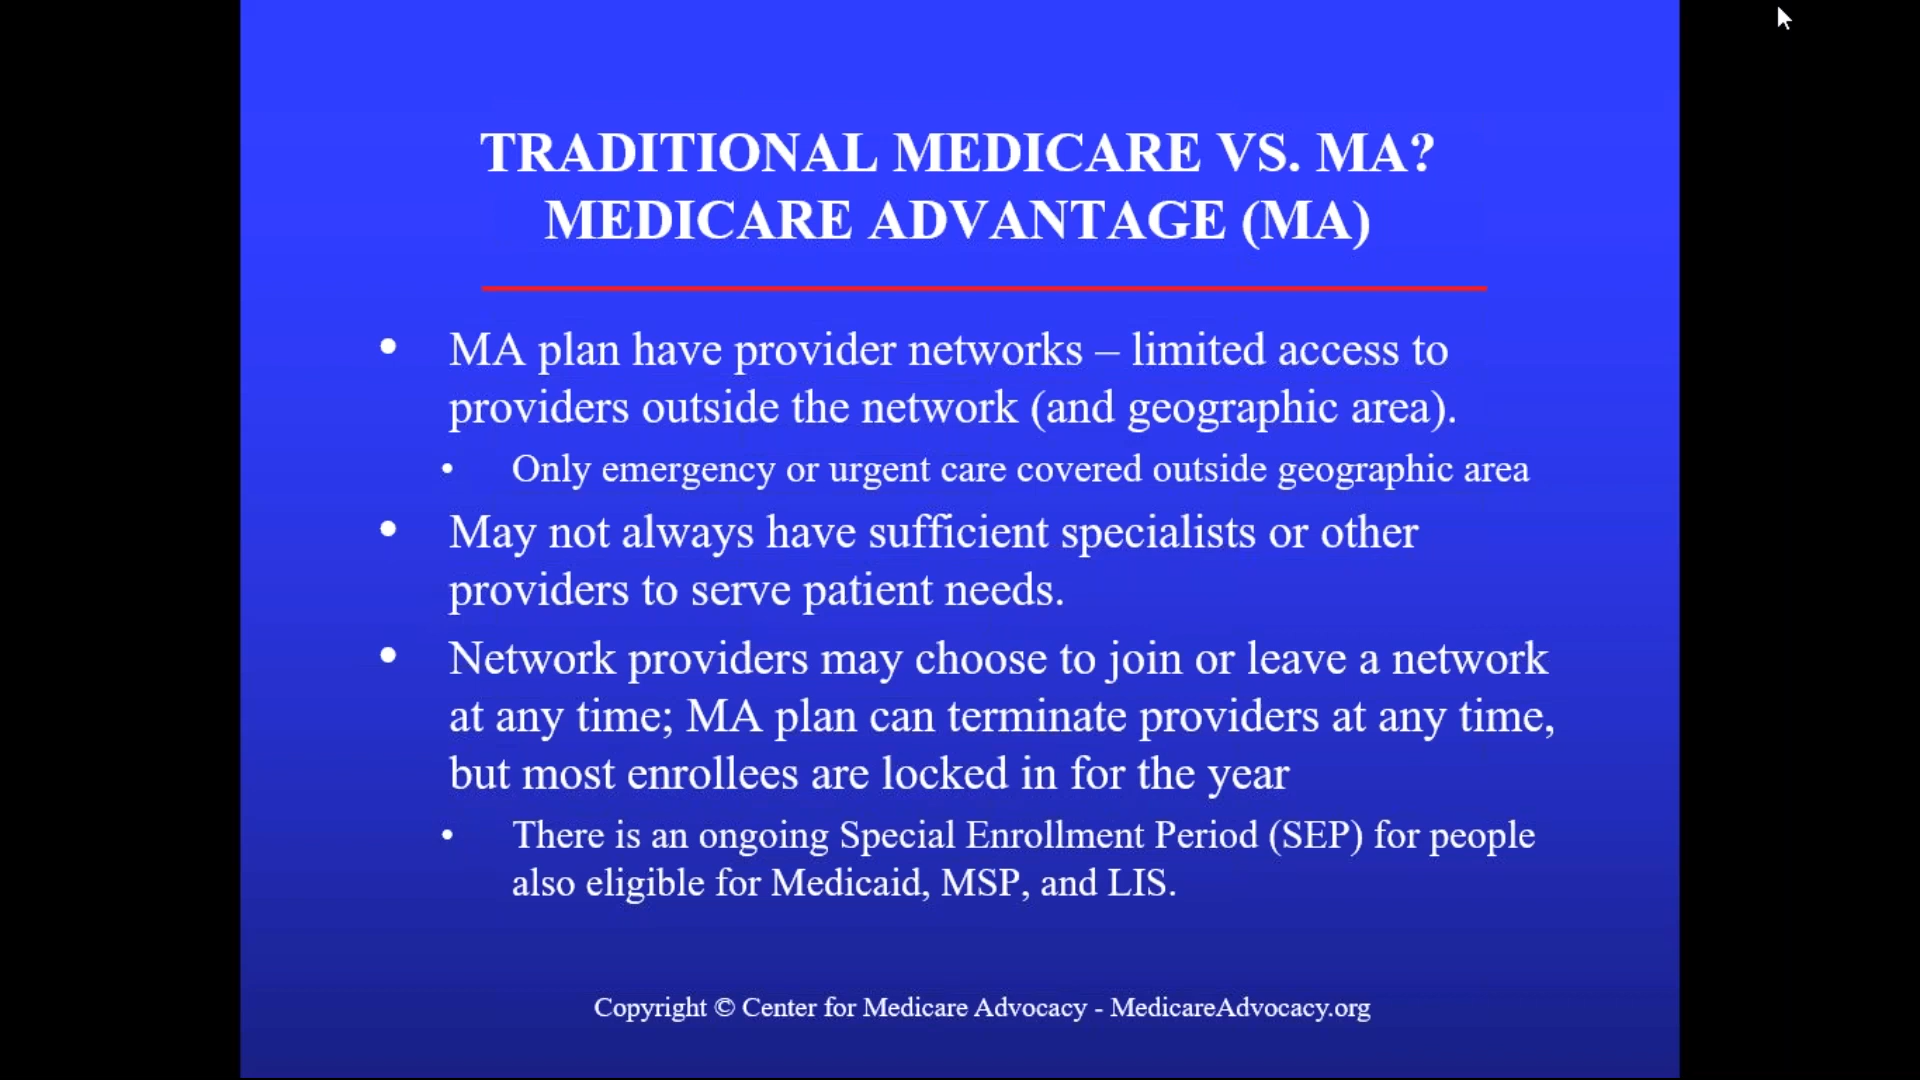 TRADITIONAL MEDICARE VS. MA?
MEDICARE ADVANTAGE (MA)
• MA plan have provider networks – limited access to
providers outside the network (and geographic area).
• Only emergency or urgent care covered outside geographic area
• May not always have sufficient specialists or other
providers to serve patient needs.
• Network providers may choose to join or leave a network
at any time; MA plan can terminate providers at any time,
but most enrollees are locked in for the year
• There is an ongoing Special Enrollment Period (SEP) for people
also eligible for Medicaid, MSP, and LIS.
Copyright © Center for Medicare Advocacy - MedicareAdvocacy.org